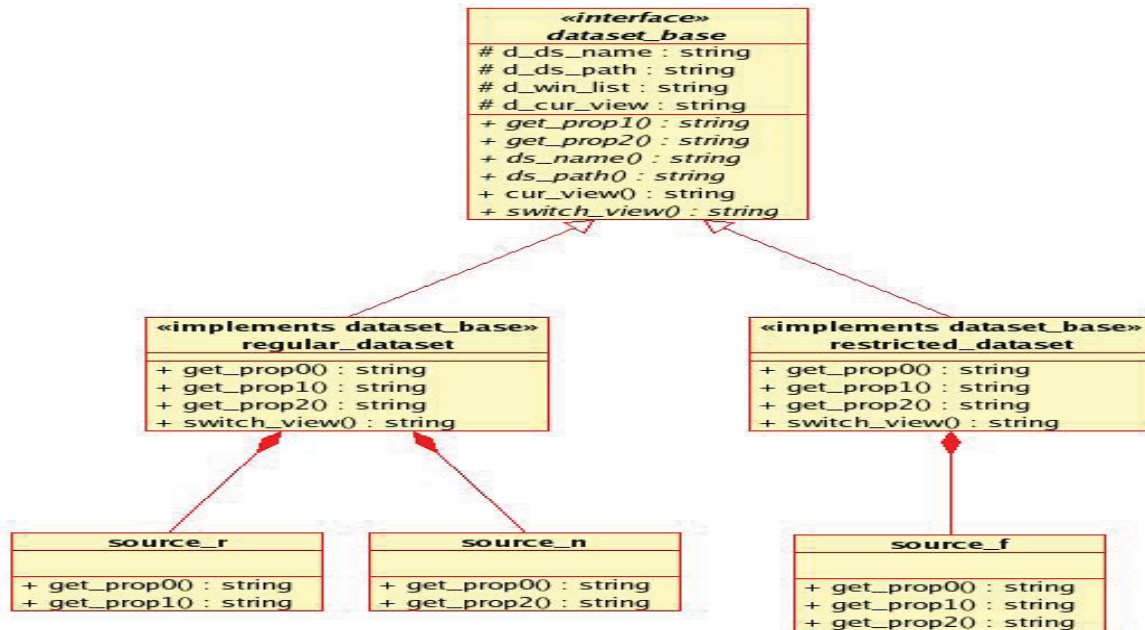 «interface»
dataset_base
# d_ds_name : string
# d_ds_path : string
# d_win_list : string
# d_cur_view : string
+ get_prop1() : string
+ get_prop2() : string
+ ds_name() : string
+ ds_path() : string
+ cur_view() : string
+ switch_view() : string
«implements dataset_base»
regular_dataset
+ get_prop0() : string
+ get_prop1() : string
+ get_prop2() : string
+ switch_view() : string
«implements dataset_base»
restricted_dataset
+ get_prop0() : string
+ get_prop1() : string
+ get_prop2() : string
+ switch_view() : string
source_r
+ get_prop0() : string
+ get_prop1() : string
source_n
+ get_prop0() : string
+ get_prop2() : string
source_f
+ get_prop0() : string
+ get_prop1() : string
+ get_prop2() : string